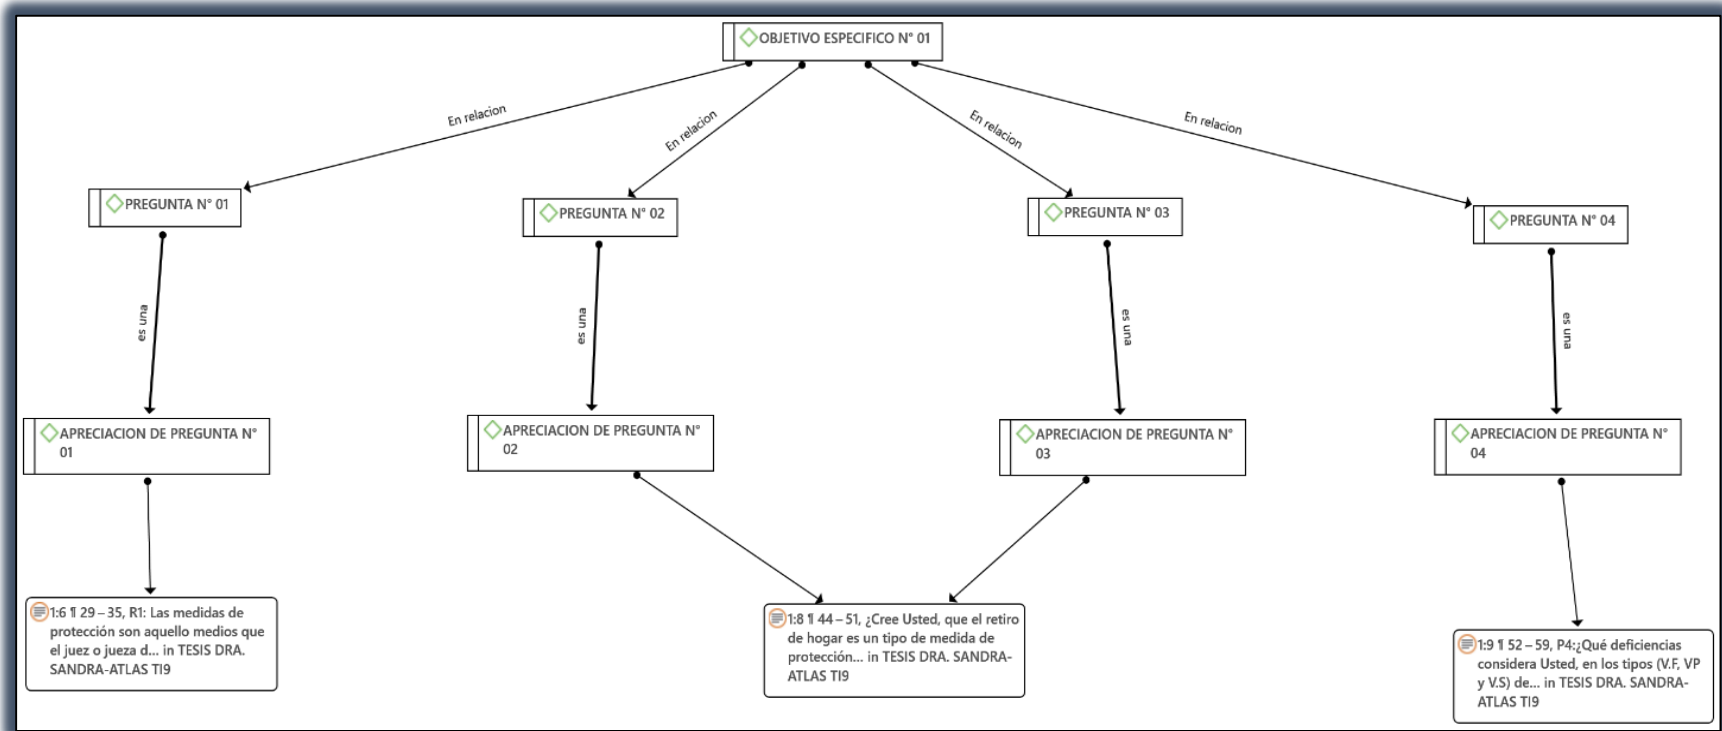 OBJETIVO ESPECIFICO N° 01
En relacion
En relacion
En relacion
En relacion
PREGUNTA N° 01
PREGUNTA N° 02
PREGUNTA N° 03
PREGUNTA N° 04
es una
es una
es una
es una
APRECIACION DE PREGUNTA N°
01
APRECIACION DE PREGUNTA N°
02
APRECIACION DE PREGUNTA N°
03
APRECIACION DE PREGUNTA N°
04
1:6 ¶ 29 – 35, R1: Las medidas de
protección son aquello medios que
el juez o jueza d... in TESIS DRA.
SANDRA-ATLAS TI9
1:8 ¶ 44 – 51, ¿Cree Usted, que el retiro
de hogar es un tipo de medida de
protección... in TESIS DRA. SANDRA-
ATLAS TI9
1:9 ¶ 52 – 59, P4:¿Qué deficiencias
considera Usted, en los tipos (V.F, VP
y V.S) de... in TESIS DRA. SANDRA-
ATLAS TI9